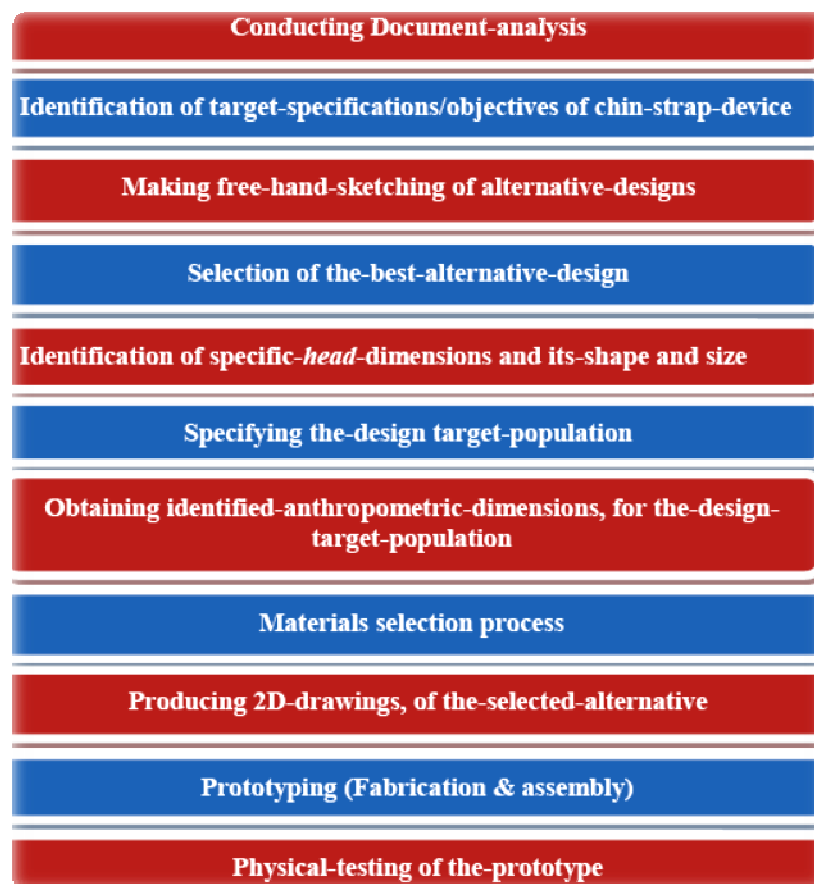 Conducting Document-analysis
Identification of target-specifications/objectives of chin-strap-device
Making free-hand-sketching of alternative-designs
Selection of the-best-alternative-design
Identification of specific-head-dimensions and its-shape and size
Specifying the-design target-population
Obtaining identified-anthropometric-dimensions, for the-design-
target-population
Materials selection process
Producing 2D-drawings, of the-selected-alternative
Prototyping (Fabrication & assembly)
Physical-testing of the-prototype